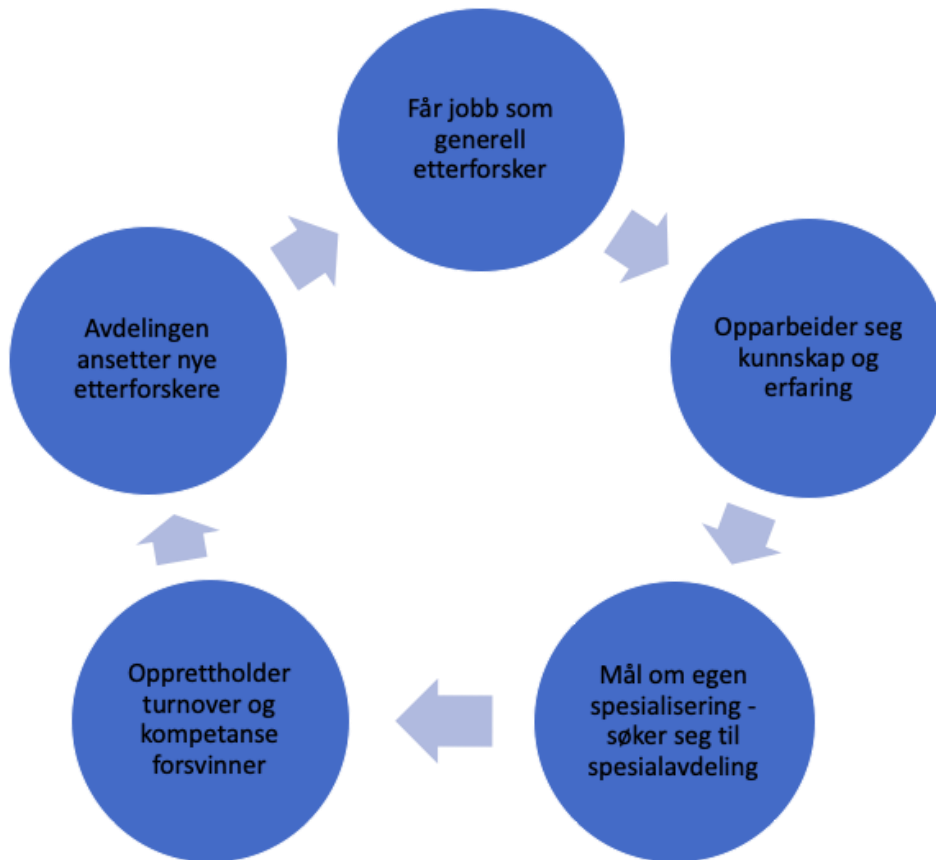 Får jobb som
generell
etterforsker
Opparbeider seg
kunnskap og
erfaring
Mål om egen
spesialisering -
søker seg til
spesialavdeling
Opprettholder
turnover og
kompetanse
forsvinner
Avdelingen
ansetter nye
etterforskere